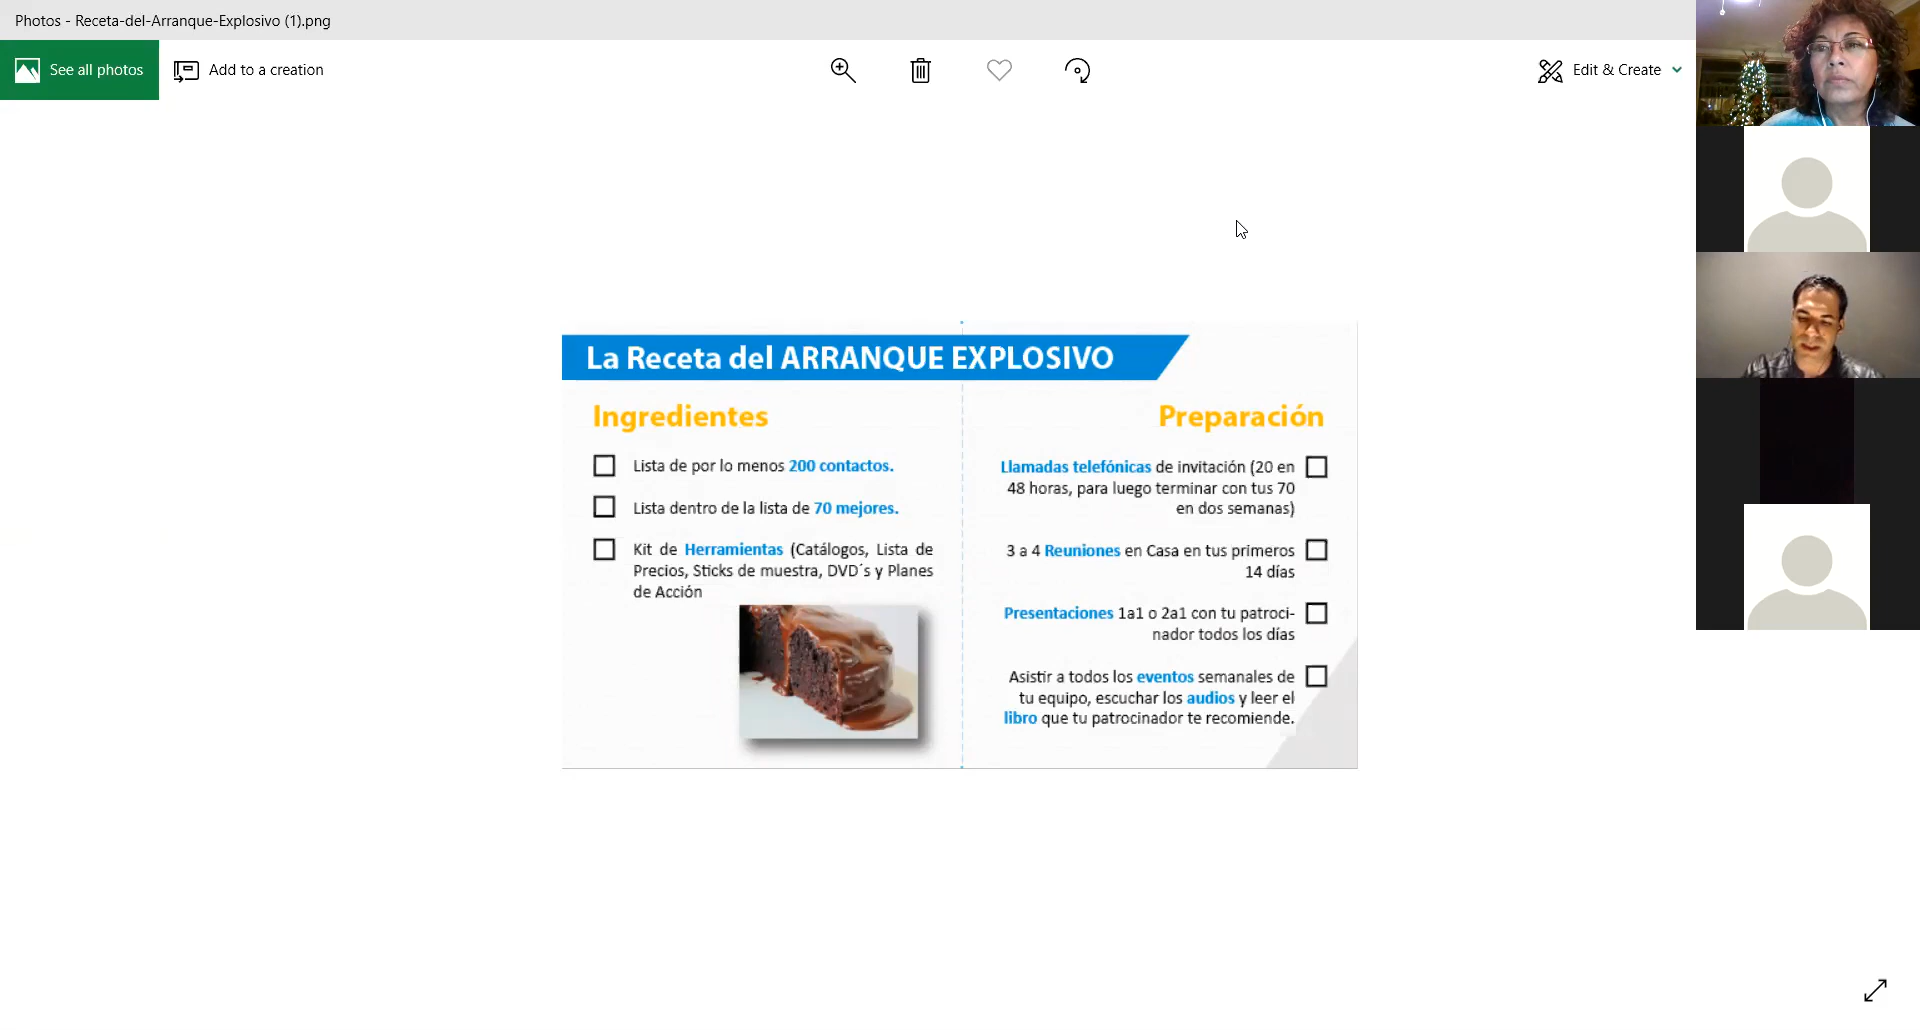 Photos - Receta-del-Arranque-Explosivo (1).png
See all photos
Add to a creation
Edit & Create
La Receta del ARRANQUE EXPLOSIVO
Ingredientes
Lista de por lo menos 200 contactos.
Lista dentro de la lista de 70 mejores.
Kit de Herramientas (Catálogos, Lista de
Precios, Sticks de muestra, DVD´s y Planes
de Acción
Preparación
Llamadas telefónicas de invitación (20 en
48 horas, para luego terminar con tus 70
en dos semanas)
3 a 4 Reuniones en Casa en tus primeros
14 días
Presentaciones 1a1 o 2a1 con tu patroci-
nador todos los días
Asistir a todos los eventos semanales de
tu equipo, escuchar los audios y leer el
libro que tu patrocinador te recomiende.